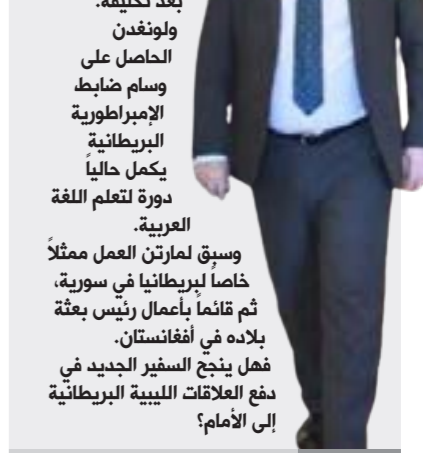 بعد تكليفه.
ولونغدن
الحاصل على
وسام ضابط
الإمبراطورية
البريطانية
يكمل حالياً
دورة لتعلم اللغة
العربية.
وسبق لمارتن العمل ممثلاً
خاصاً لبريطانيا في سورية،
ثم قائماً بأعمال رئيس بعثة
بلاده في أفغانستان.
فهل ينجح السفير الجديد في
دفع العلاقات الليبية البريطانية
إلى الأمام؟